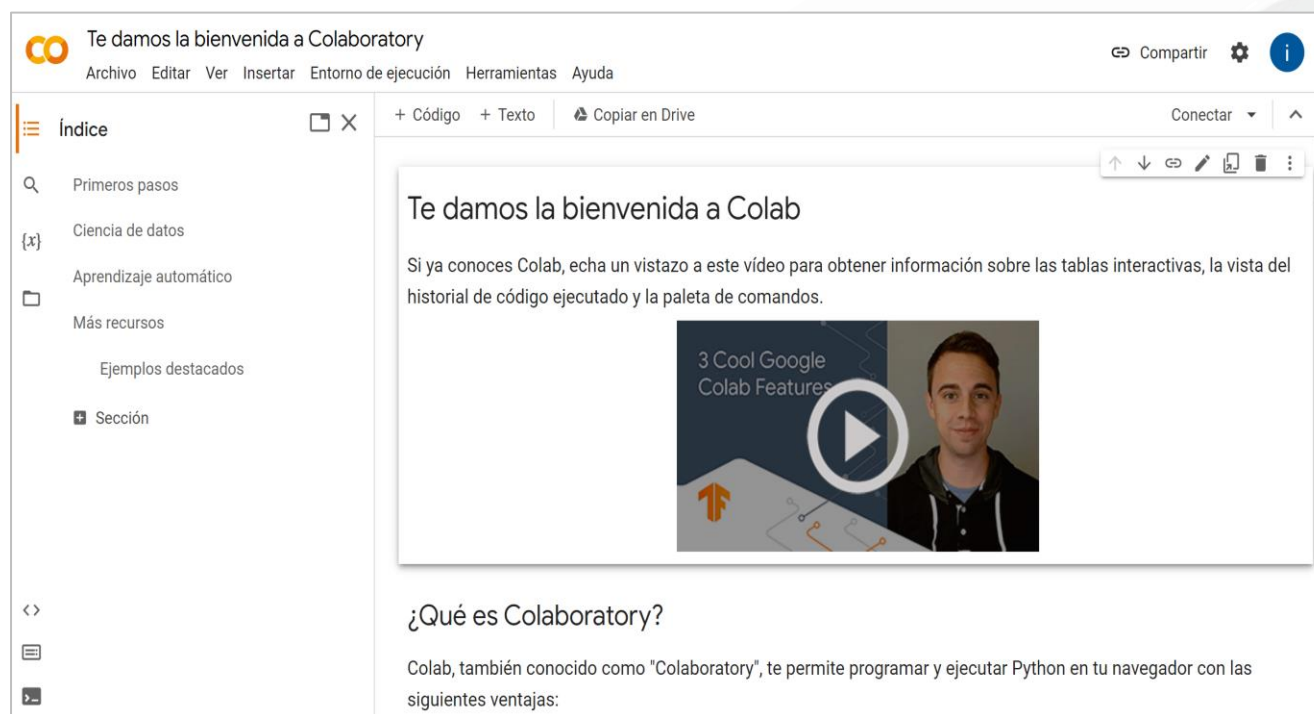 CO Te damos la bienvenida a Colaboratory
Archivo Editar Ver Insertar Entorno de ejecución Herramientas Ayuda
Compartir i
Índice
Primeros pasos
Ciencia de datos
{x}
Aprendizaje automático
Más recursos
Ejemplos destacados
Sección
+ Código + Texto Copiar en Drive Conectar
Te damos la bienvenida a Colab
Si ya conoces Colab, echa un vistazo a este vídeo para obtener información sobre las tablas interactivas, la vista del
historial de código ejecutado y la paleta de comandos.
3 Cool Google
Colab Features
¿Qué es Colaboratory?
Colab, también conocido como "Colaboratory", te permite programar y ejecutar Python en tu navegador con las
siguientes ventajas: